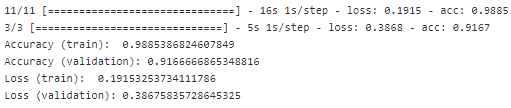 11/11 [==============================] - 16s 1s/step - loss: 0.1915 - acc: 0.9885
3/3 [==============================] - 5s 1s/step - loss: 0.3868 - acc: 0.9167
Accuracy (train):  0.9885386824607849
Accuracy (validation): 0.9166666865348816
Loss (train):  0.19153253734111786
Loss (validation): 0.38675835728645325